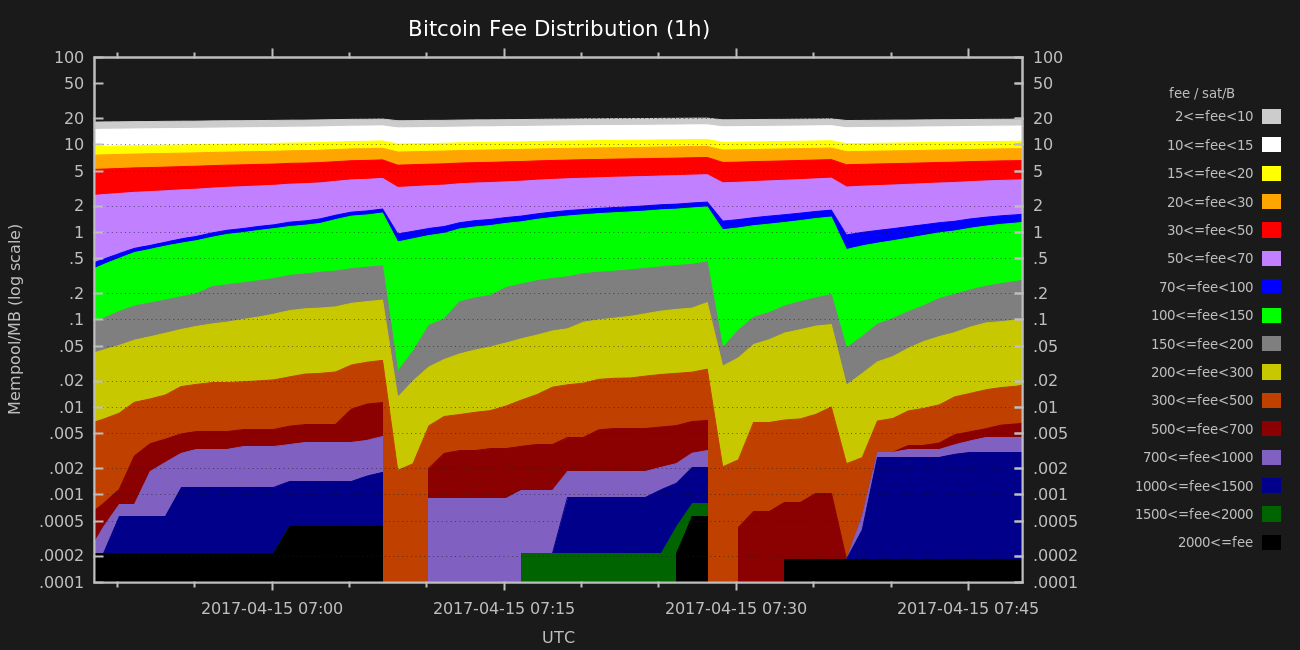 Bitcoin Fee Distribution (1h)
Mempool/MB (log scale)
100
50
20
10
5
2
1
.5
.2
.1
.05
.02
.01
.005
.002
.001
.0005
.0002
.0001
100
50
20
10
5
2
1
.5
.2
.1
.05
.02
.01
.005
.002
.001
.0005
.0002
.0001
2017-04-15 07:00
2017-04-15 07:15
2017-04-15 07:30
2017-04-15 07:45
UTC
fee / sat/B
2<=fee<10
10<=fee<15
15<=fee<20
20<=fee<30
30<=fee<50
50<=fee<70
70<=fee<100
100<=fee<150
150<=fee<200
200<=fee<300
300<=fee<500
500<=fee<700
700<=fee<1000
1000<=fee<1500
1500<=fee<2000
2000<=fee